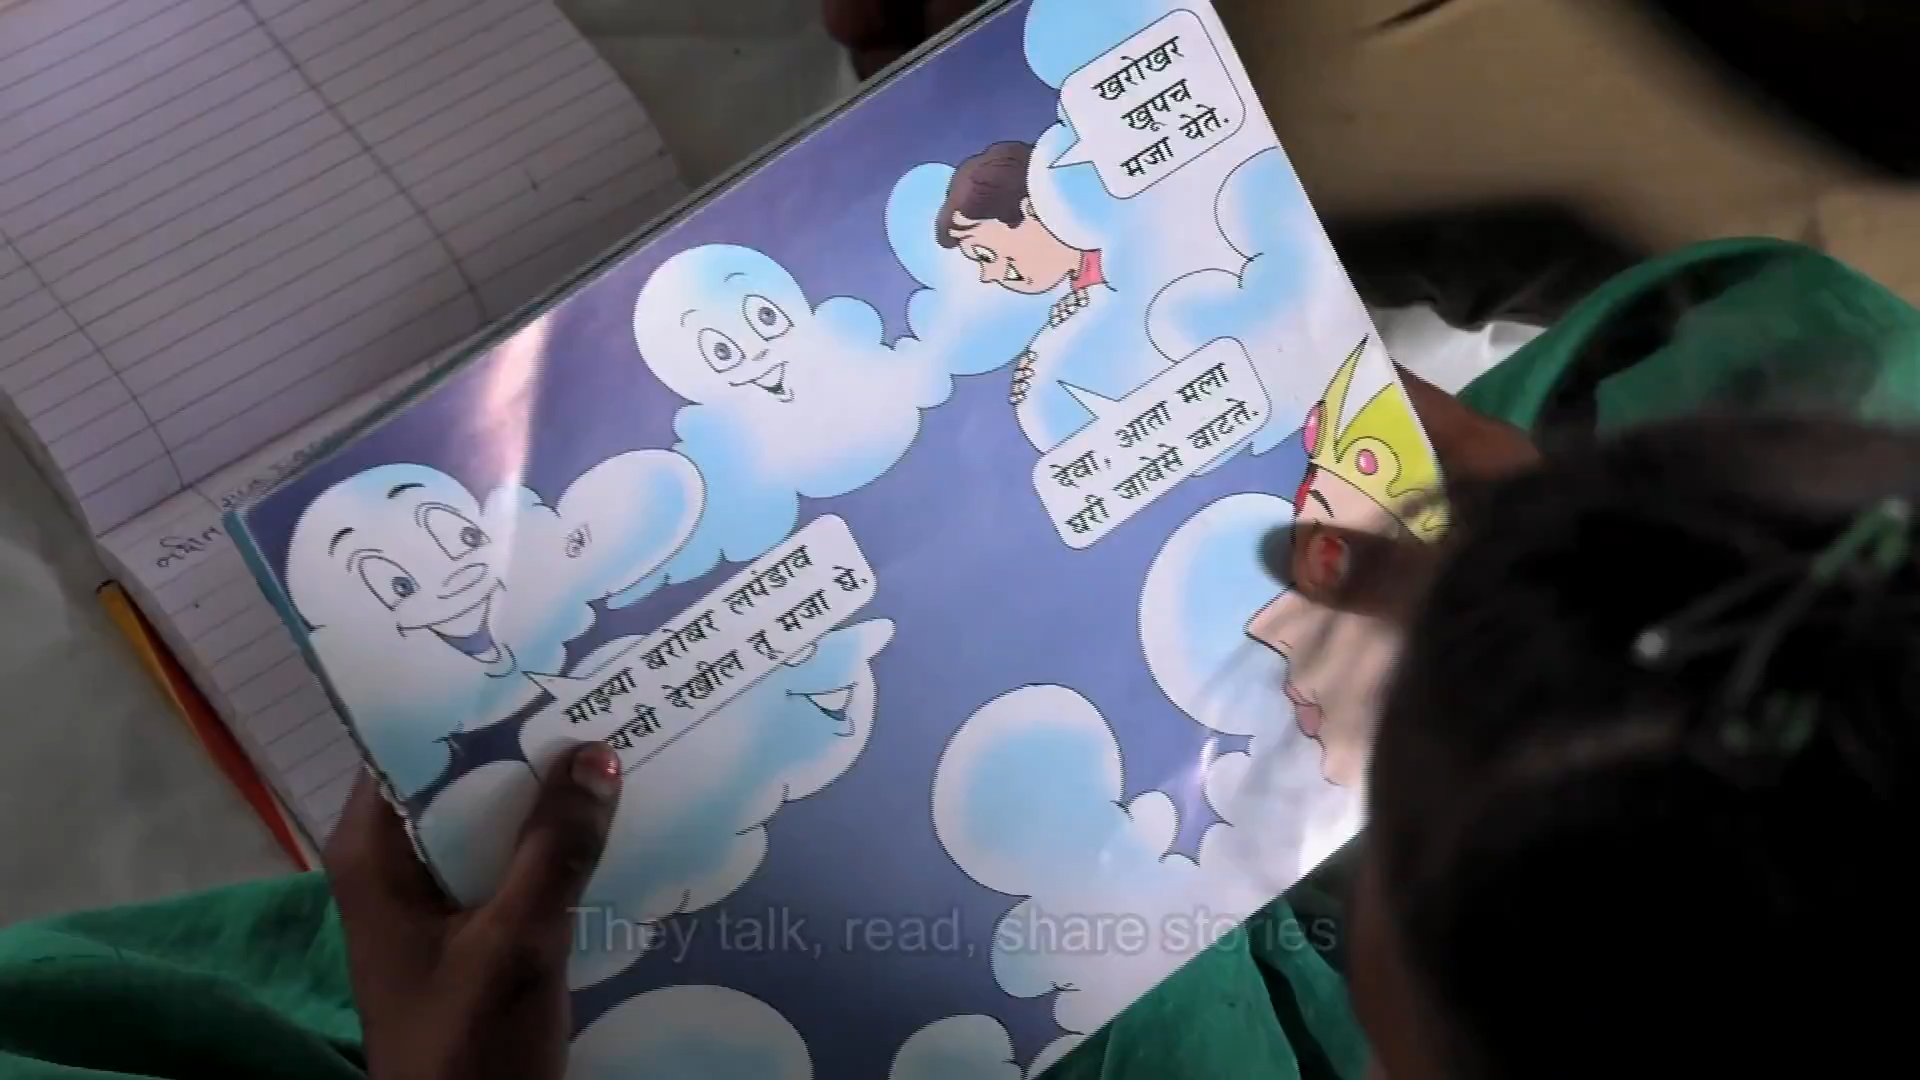 खरोखर
खूपच
मजा येते.
देवा, आता मला
घरी जावेसे वाटते.
माझ्या बरोबर लपंडाव
देखील तू मजा घे.
They talk, read, share stories